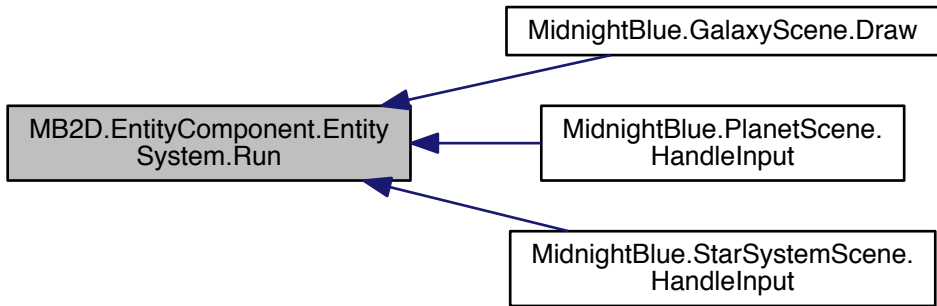 MidnightBlue.GalaxyScene.Draw
MB2D.EntityComponent.Entity
System.Run
MidnightBlue.PlanetScene.
HandleInput
MidnightBlue.StarSystemScene.
HandleInput